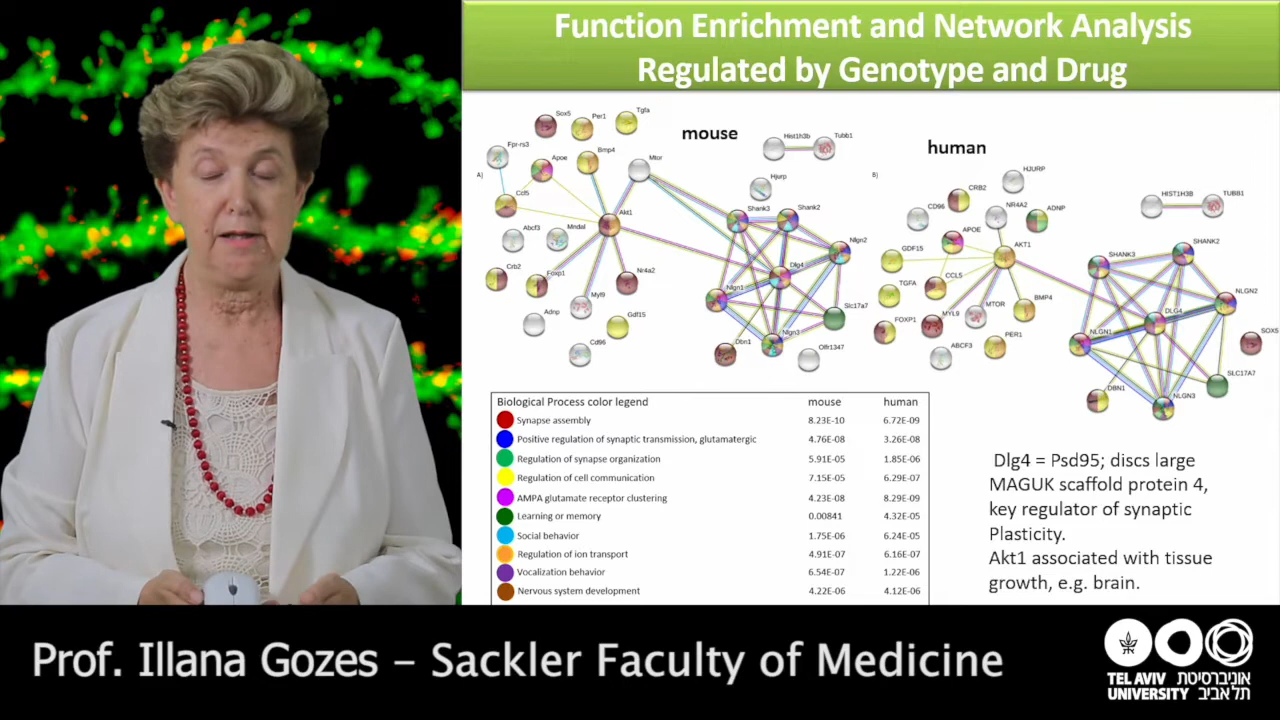 Function Enrichment and Network Analysis
Regulated by Genotype and Drug
mouse
A)
Sox5
Per1
Tgfa
Fpr-rs3
Apoe
Bmp4
Mtor
Hist1h3b
Tubb1
Hjurp
Ccl5
Akt1
Shank3
Shank2
Abcf3
Mndal
Nlgn2
Crb2
Foxp1
Nr4a2
Dlg4
Nlgn1
Adnp
Myl9
Gdf15
Slc17a7
Cd96
Dbn1
Nlgn3
Olfr1347
human
B)
HJURP
CRB2
HIST1H3B
TUBB1
CD96
NR4A2
ADNP
APOE
GDF15
AKT1
SHANK3
SHANK2
CCL5
TGFA
BMP4
NLGN2
MTOR
FOXP1
MYL9
DLG4
PER1
NLGN1
SOX5
ABCF3
SLC17A7
DBN1
NLGN3
Biological Process color legend mouse human
Synapse assembly 8.23E-10 6.72E-09
Positive regulation of synaptic transmission, glutamatergic 4.76E-08 3.26E-08
Regulation of synapse organization 5.91E-05 1.85E-06
Regulation of cell communication 7.15E-05 6.29E-07
AMPA glutamate receptor clustering 4.23E-08 8.29E-09
Learning or memory 0.00841 4.32E-05
Social behavior 1.75E-06 6.24E-05
Regulation of ion transport 4.91E-07 6.16E-07
Vocalization behavior 6.54E-07 1.22E-06
Nervous system development 4.22E-06 4.12E-06
Dlg4 = Psd95; discs large
MAGUK scaffold protein 4,
key regulator of synaptic
Plasticity.
Akt1 associated with tissue
growth, e.g. brain.
Prof. Illana Gozes – Sackler Faculty of Medicine
TEL AVIV אוניברסיטת
UNIVERSITY תל אביב